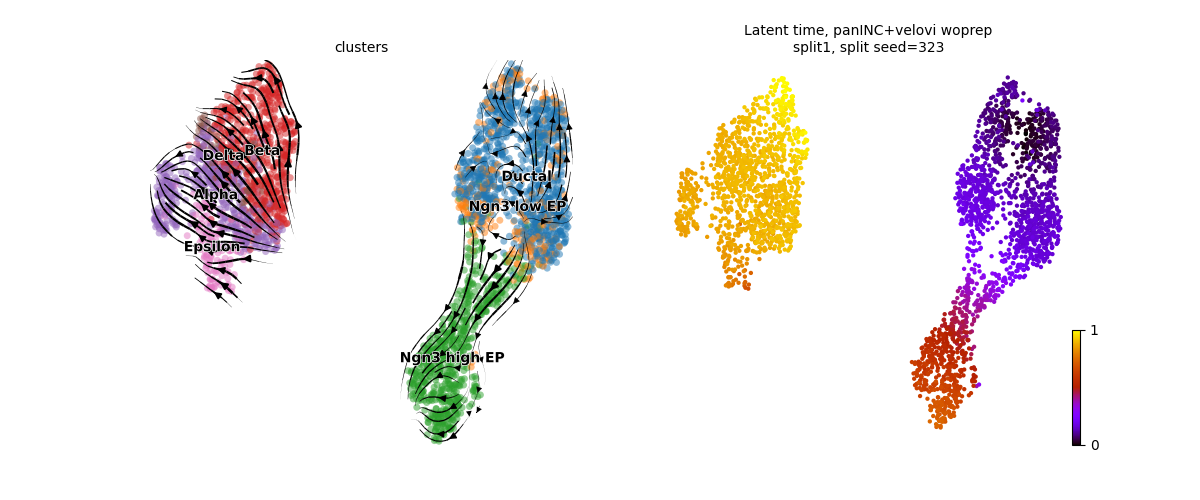 clusters
Delta
Beta
Alpha
Epsilon
Ductal
Ngn3 low EP
Ngn3 high EP
Latent time, panINC+velovi woprep
split1, split seed=323
1
0